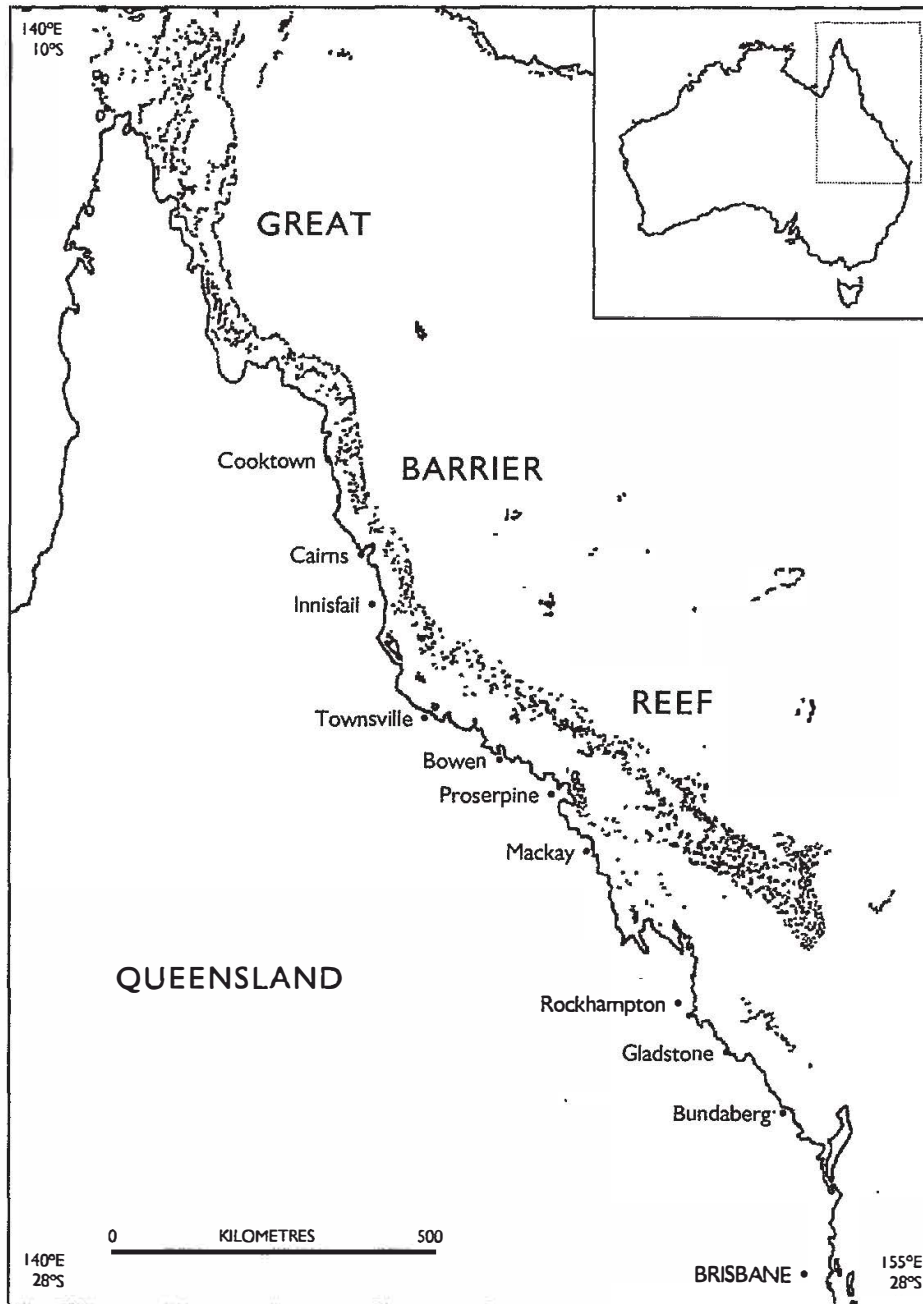 140°E
10°S
GREAT
Cooktown
BARRIER
Cairns
Innisfail
REEF
Townsville
Bowen
Proserpine
Mackay
QUEENSLAND
Rockhampton
Gladstone
Bundaberg
0 KILOMETRES 500
140°E
28°S
BRISBANE
155°E
28°S